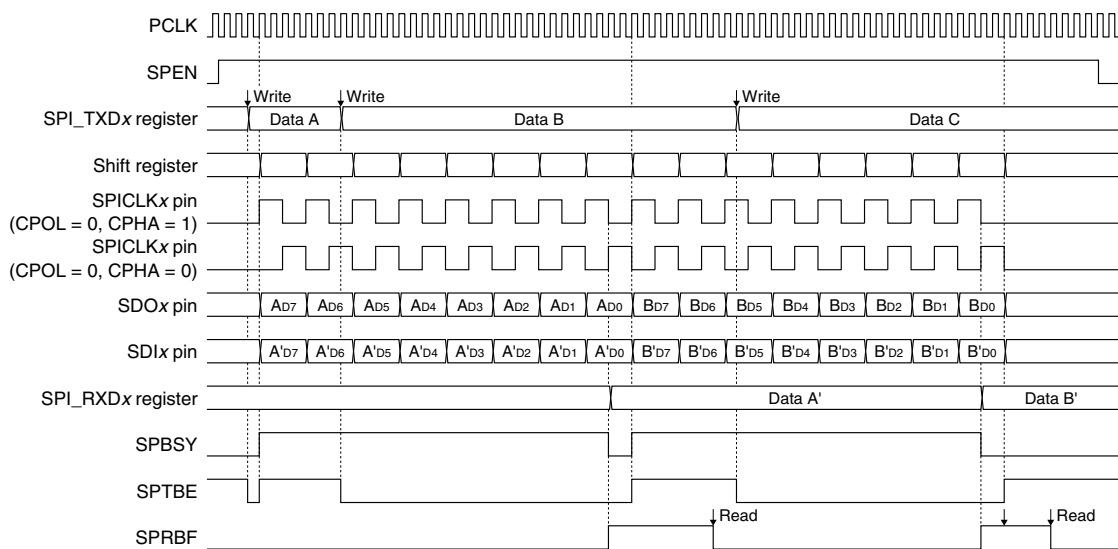 PCLK
SPEN
Write Write Write
SPI_TXDx register Data A Data B Data C
Shift register
SPICLKx pin
(CPOL = 0, CPHA = 1)
SPICLKx pin
(CPOL = 0, CPHA = 0)
SDOx pin AD7 AD6 AD5 AD4 AD3 AD2 AD1 AD0 BD7 BD6 BD5 BD4 BD3 BD2 BD1 BD0
SDIx pin A'D7 A'D6 A'D5 A'D4 A'D3 A'D2 A'D1 A'D0 B'D7 B'D6 B'D5 B'D4 B'D3 B'D2 B'D1 B'D0
SPI_RXDx register Data A' Data B'
SPBSY
SPTBE
Read Read
SPRBF